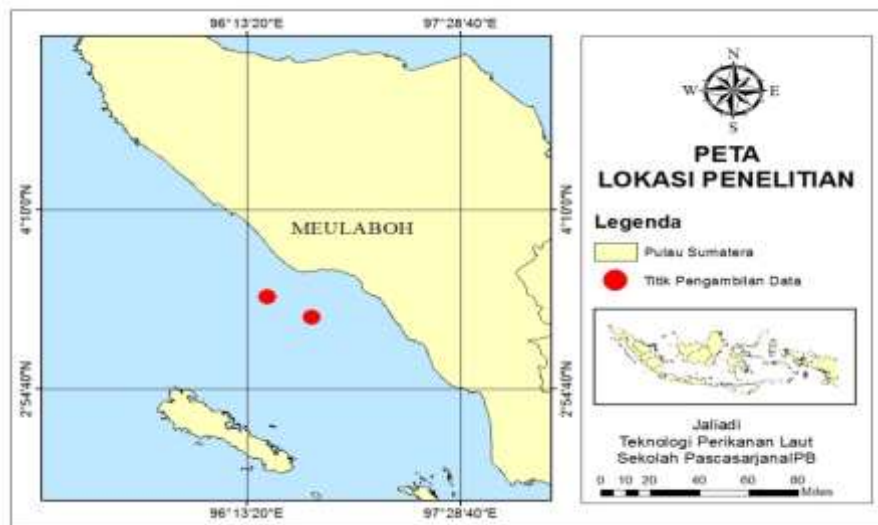 96°13'20"E 97°28'40"E
4°10'0"N
MEULABOH
4°10'0"N
2°54'40"N
2°54'40"N
96°13'20"E 97°28'40"E
N
W E
S
PETA
LOKASI PENELITIAN
Legenda
Pulau Sumatera
Titik Pengambilan Data
Jaliadi
Teknologi Perikanan Laut
Sekolah PascasarjanaIPB
0 5 10 20 40 60 80
Miles